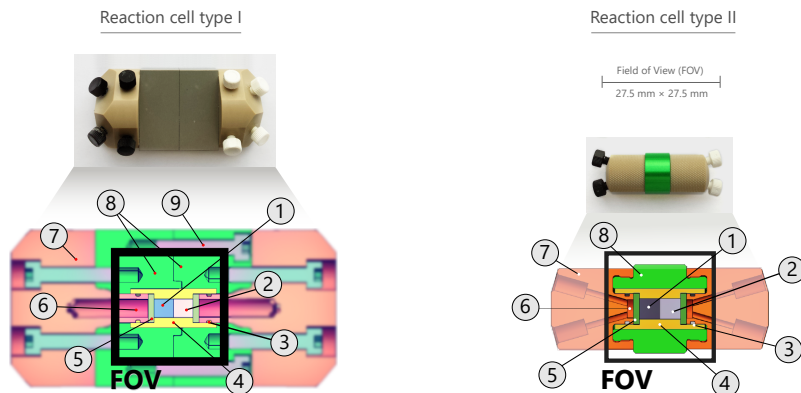 Reaction cell type I
Reaction cell type II
Field of View (FOV)
27.5 mm × 27.5 mm
8
9
1
7
6
2
5
4
3
FOV
7
8
1
2
6
3
5
4
FOV